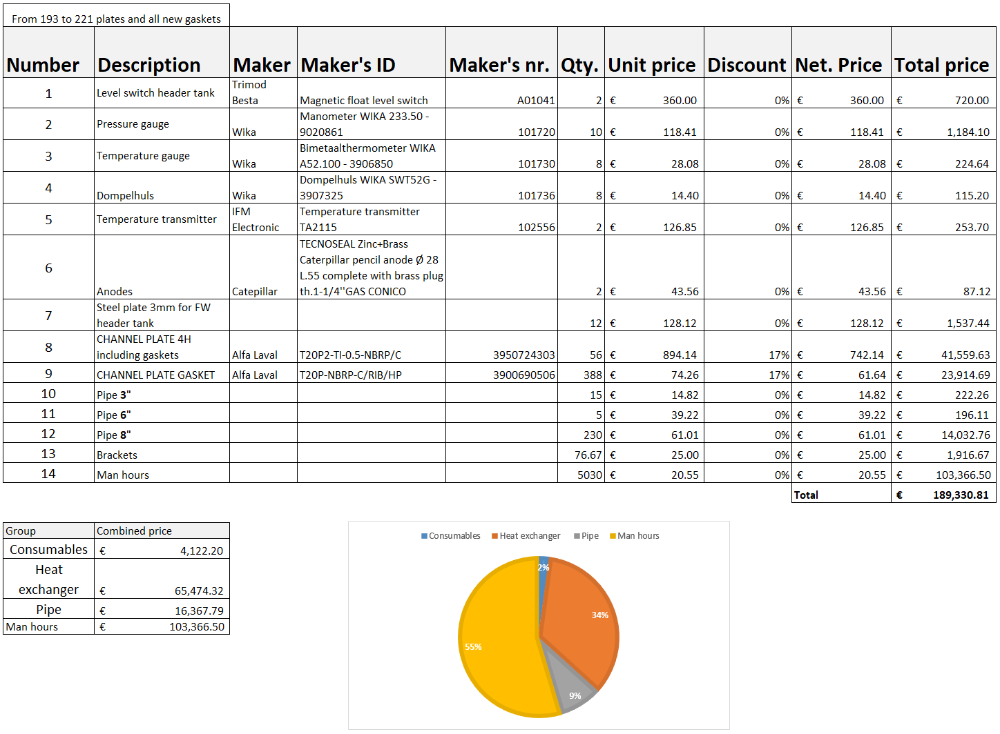 From 193 to 221 plates and all new gaskets
Number Description Maker Maker's ID Maker's nr. Qty. Unit price Discount Net. Price Total price
1 Level switch header tank Trimod Besta Magnetic float level switch A01041 2 € 360.00 0% € 360.00 € 720.00
2 Pressure gauge Wika Manometer WIKA 233.50 - 9020861 101720 10 € 118.41 0% € 118.41 € 1,184.10
3 Temperature gauge Wika Bimetaalthermometer WIKA A52.100 - 3906850 101730 8 € 28.08 0% € 28.08 € 224.64
4 Dompelhuls Wika Dompelhuls WIKA SWT52G - 3907325 101736 8 € 14.40 0% € 14.40 € 115.20
5 Temperature transmitter IFM Electronic Temperature transmitter TA2115 102556 2 € 126.85 0% € 126.85 € 253.70
6 Anodes Catepillar TECNOSEAL Zinc+Brass Caterpillar pencil anode Ø 28 L.55 complete with brass plug th.1-1/4''GAS CONICO 2 € 43.56 0% € 43.56 € 87.12
7 Steel plate 3mm for FW header tank 12 € 128.12 0% € 128.12 € 1,537.44
8 CHANNEL PLATE 4H including gaskets Alfa Laval T20P2-TI-0.5-NBRP/C 3950724303 56 € 894.14 17% € 742.14 € 41,559.63
9 CHANNEL PLATE GASKET Alfa Laval T20P-NBRP-C/RIB/HP 3900690506 388 € 74.26 17% € 61.64 € 23,914.69
10 Pipe 3" 15 € 14.82 0% € 14.82 € 222.26
11 Pipe 6" 5 € 39.22 0% € 39.22 € 196.11
12 Pipe 8" 230 € 61.01 0% € 61.01 € 14,032.76
13 Brackets 76.67 € 25.00 0% € 25.00 € 1,916.67
14 Man hours 5030 € 20.55 0% € 20.55 € 103,366.50
Total € 189,330.81
Group Combined price
Consumables € 4,122.20
Heat exchanger € 65,474.32
Pipe € 16,367.79
Man hours € 103,366.50
Consumables Heat exchanger Pipe Man hours
2%
34%
55%
9%